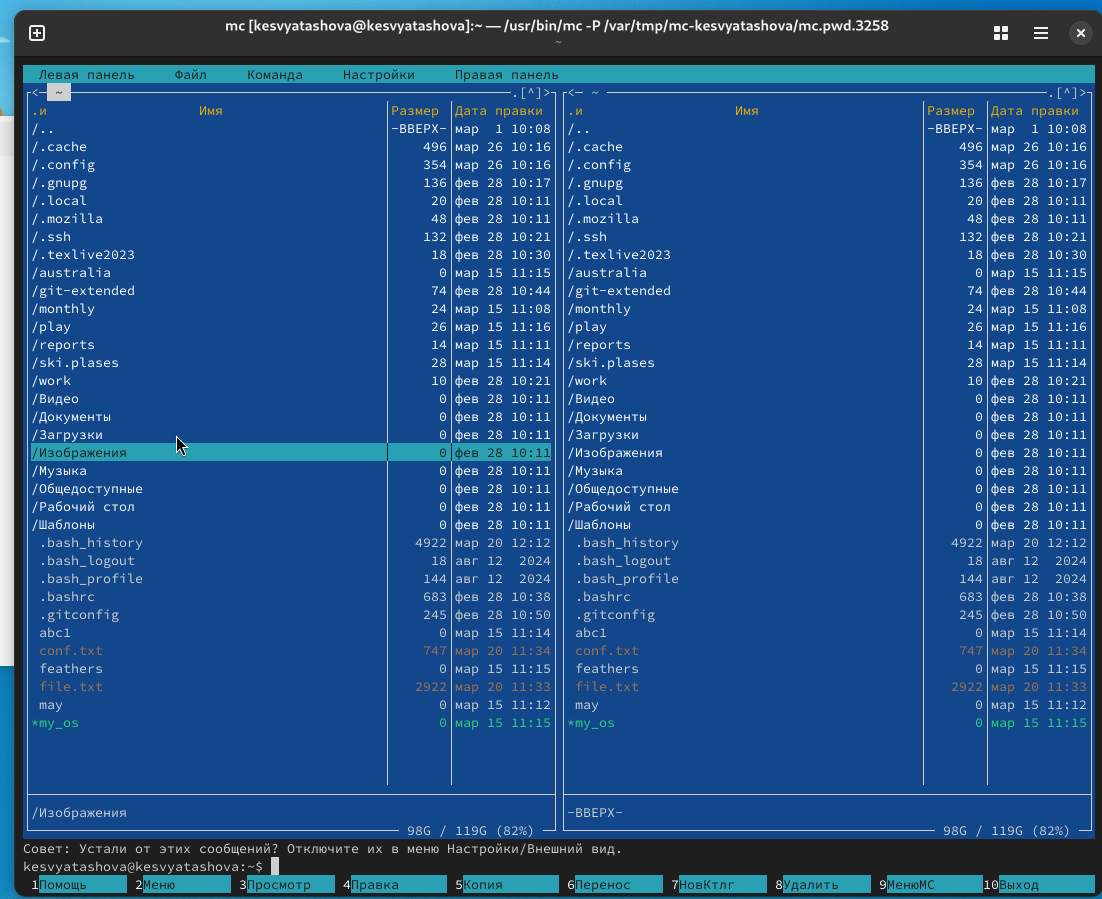 mc [kesvyatashova@kesvyatashova]:~ — /usr/bin/mc -P /var/tmp/mc-kesvyatashova/mc.pwd.3258
~
Левая панель Файл Команда Настройки Правая панель
<─ ~ .[^]> <─ ~ .[^]>
.и Имя Размер Дата правки .и Имя Размер Дата правки
/.. -ВВЕРХ- мар 1 10:08 /.. -ВВЕРХ- мар 1 10:08
/.cache 496 мар 26 10:16 /.cache 496 мар 26 10:16
/.config 354 мар 26 10:16 /.config 354 мар 26 10:16
/.gnupg 136 фев 28 10:17 /.gnupg 136 фев 28 10:17
/.local 20 фев 28 10:11 /.local 20 фев 28 10:11
/.mozilla 48 фев 28 10:11 /.mozilla 48 фев 28 10:11
/.ssh 132 фев 28 10:21 /.ssh 132 фев 28 10:21
/.texlive2023 18 фев 28 10:30 /.texlive2023 18 фев 28 10:30
/australia 0 мар 15 11:15 /australia 0 мар 15 11:15
/git-extended 74 фев 28 10:44 /git-extended 74 фев 28 10:44
/monthly 24 мар 15 11:08 /monthly 24 мар 15 11:08
/play 26 мар 15 11:16 /play 26 мар 15 11:16
/reports 14 мар 15 11:11 /reports 14 мар 15 11:11
/ski.plases 28 мар 15 11:14 /ski.plases 28 мар 15 11:14
/work 10 фев 28 10:21 /work 10 фев 28 10:21
/Видео 0 фев 28 10:11 /Видео 0 фев 28 10:11
/Документы 0 фев 28 10:11 /Документы 0 фев 28 10:11
/Загрузки 0 фев 28 10:11 /Загрузки 0 фев 28 10:11
/Изображения 0 фев 28 10:11 /Изображения 0 фев 28 10:11
/Музыка 0 фев 28 10:11 /Музыка 0 фев 28 10:11
/Общедоступные 0 фев 28 10:11 /Общедоступные 0 фев 28 10:11
/Рабочий стол 0 фев 28 10:11 /Рабочий стол 0 фев 28 10:11
/Шаблоны 0 фев 28 10:11 /Шаблоны 0 фев 28 10:11
.bash_history 4922 мар 20 12:12 .bash_history 4922 мар 20 12:12
.bash_logout 18 авг 12 2024 .bash_logout 18 авг 12 2024
.bash_profile 144 авг 12 2024 .bash_profile 144 авг 12 2024
.bashrc 683 фев 28 10:38 .bashrc 683 фев 28 10:38
.gitconfig 245 фев 28 10:50 .gitconfig 245 фев 28 10:50
abc1 0 мар 15 11:14 abc1 0 мар 15 11:14
conf.txt 747 мар 20 11:34 conf.txt 747 мар 20 11:34
feathers 0 мар 15 11:15 feathers 0 мар 15 11:15
file.txt 2922 мар 20 11:33 file.txt 2922 мар 20 11:33
may 0 мар 15 11:12 may 0 мар 15 11:12
*my_os 0 мар 15 11:15 *my_os 0 мар 15 11:15
/Изображения -ВВЕРХ-
98G / 119G (82%) 98G / 119G (82%)
Совет: Устали от этих сообщений? Отключите их в меню Настройки/Внешний вид.
kesvyatashova@kesvyatashova:~$
1Помощь 2Меню 3Просмотр 4Правка 5Копия 6Перенос 7НовКтлг 8Удалить 9МенюMC 10Выход